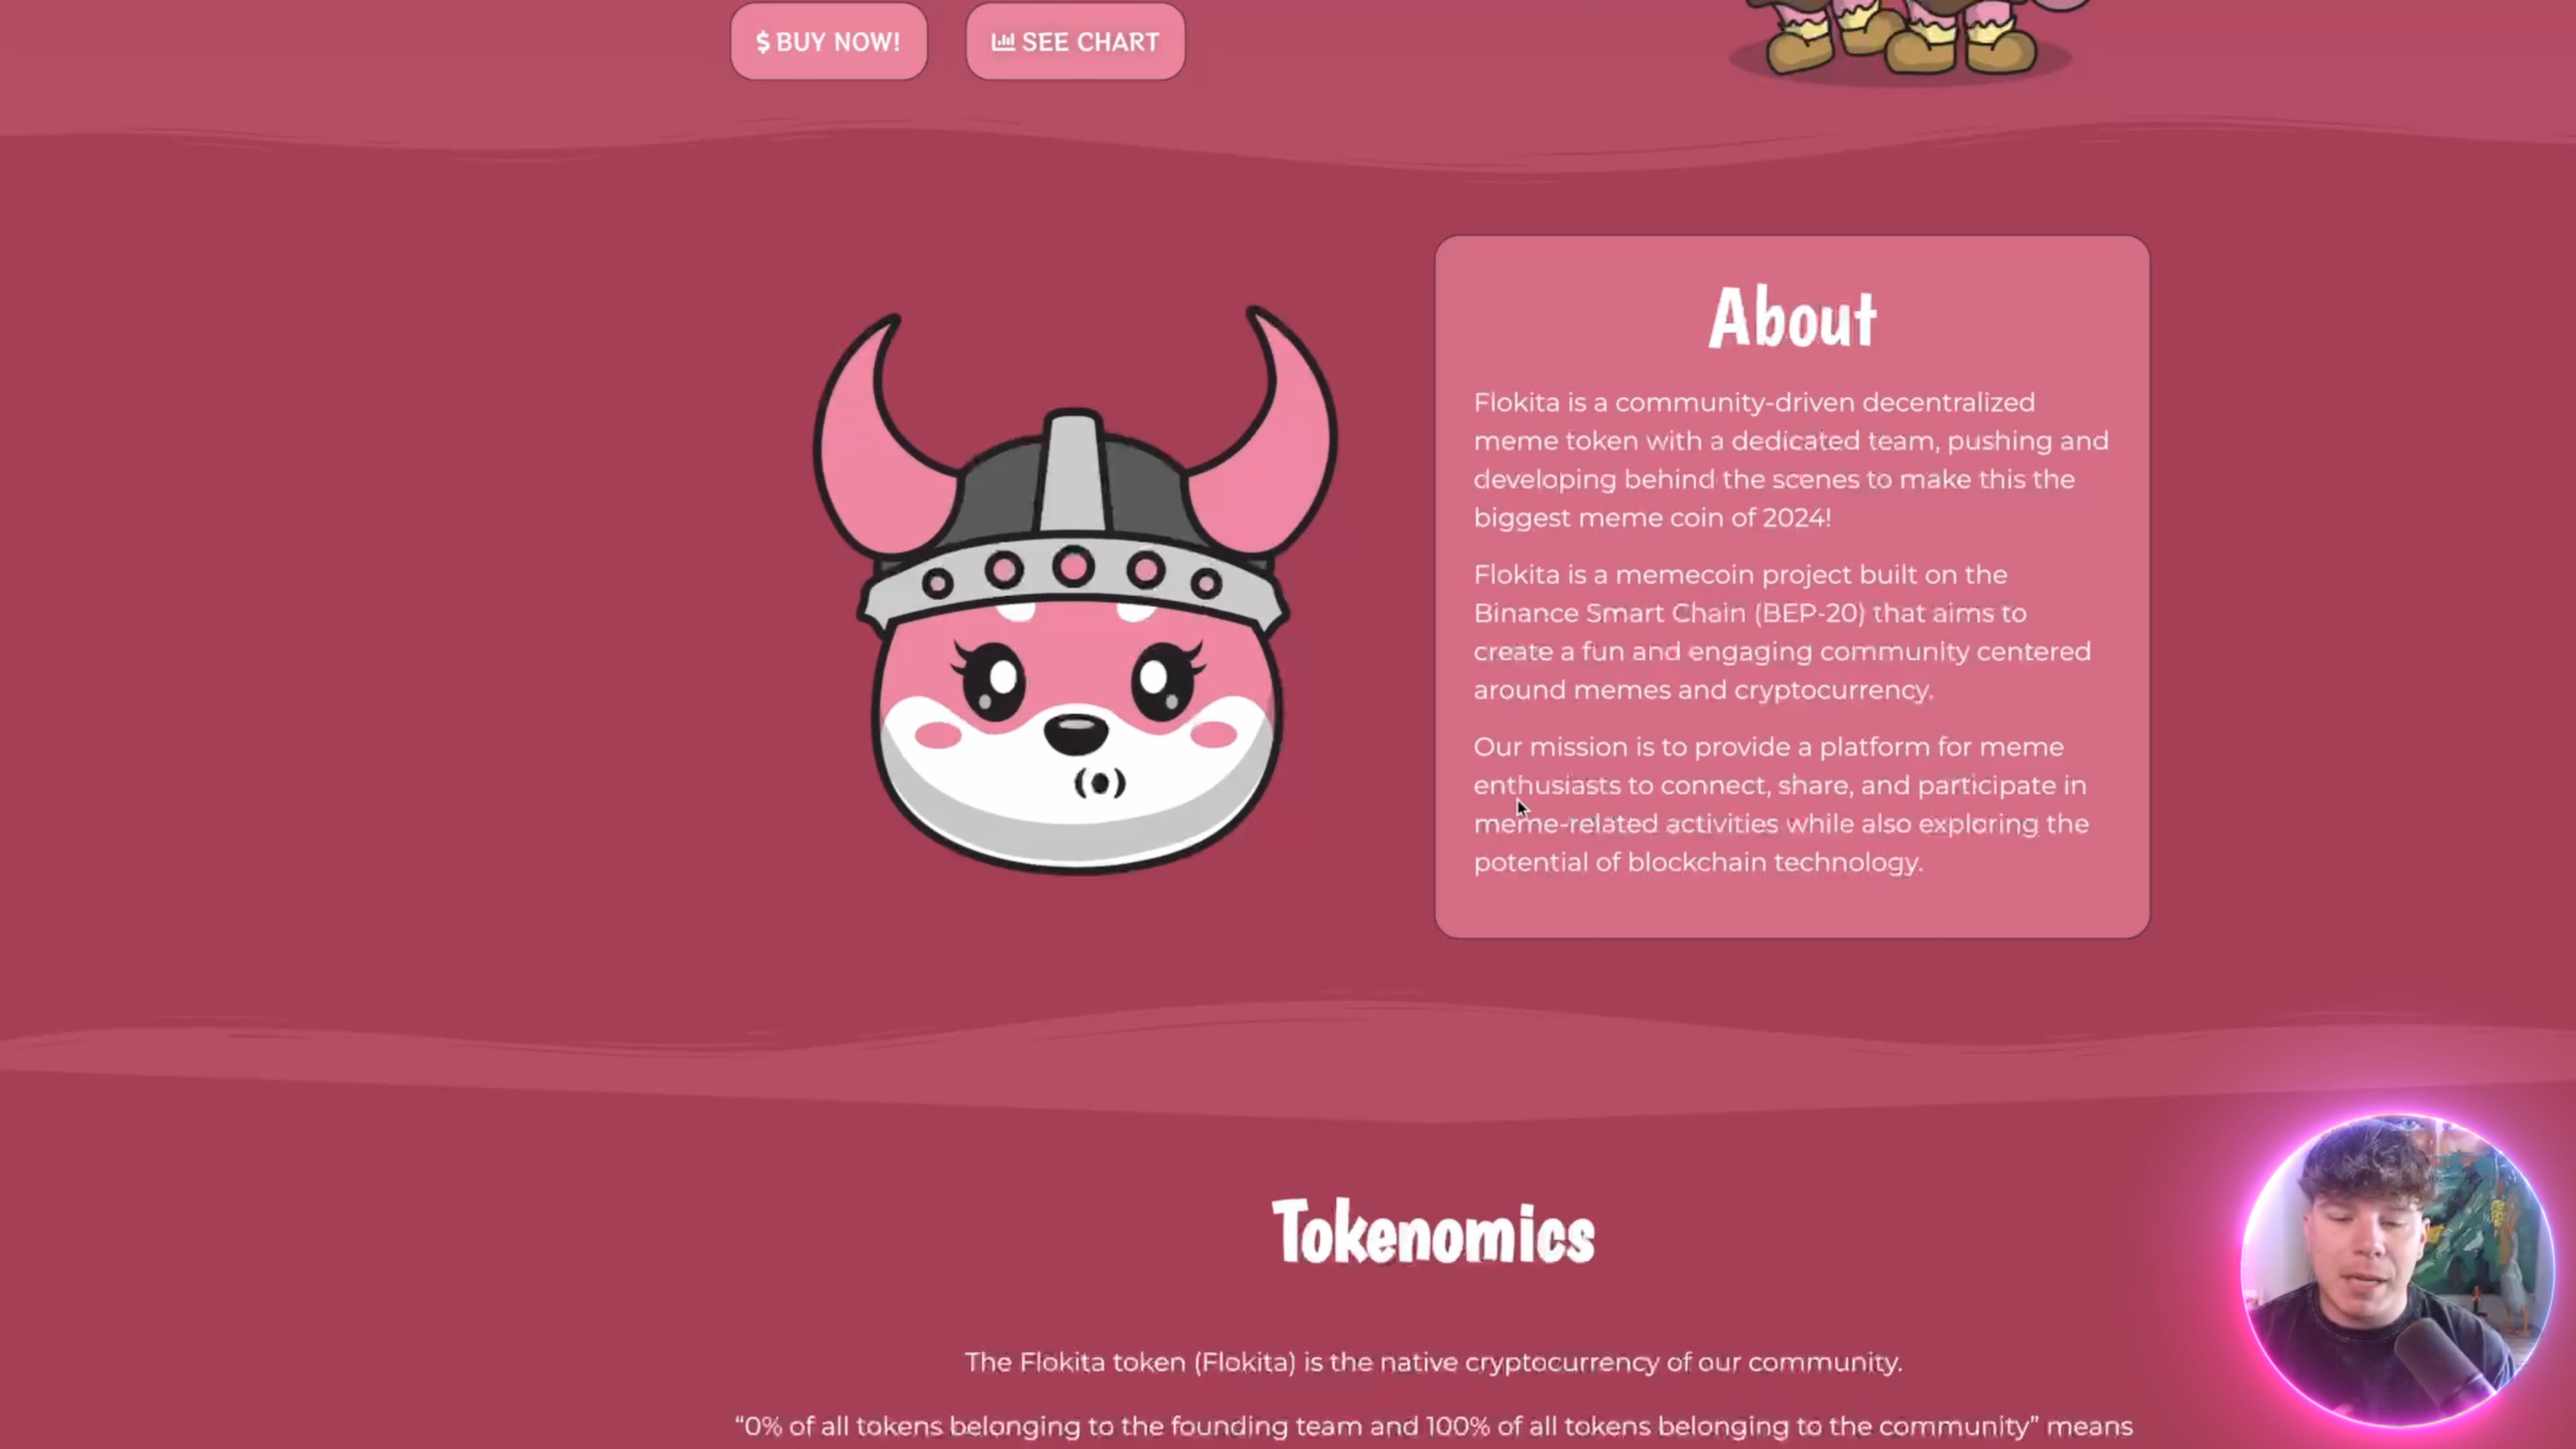 $ BUY NOW!
SEE CHART
About
Flokita is a community-driven decentralized
meme token with a dedicated team, pushing and
developing behind the scenes to make this the
biggest meme coin of 2024!
Flokita is a memecoin project built on the
Binance Smart Chain (BEP-20) that aims to
create a fun and engaging community centered
around memes and cryptocurrency.
Our mission is to provide a platform for meme
enthusiasts to connect, share, and participate in
meme-related activities while also exploring the
potential of blockchain technology.
Tokenomics
The Flokita token (Flokita) is the native cryptocurrency of our community.
“0% of all tokens belonging to the founding team and 100% of all tokens belonging to the community” means